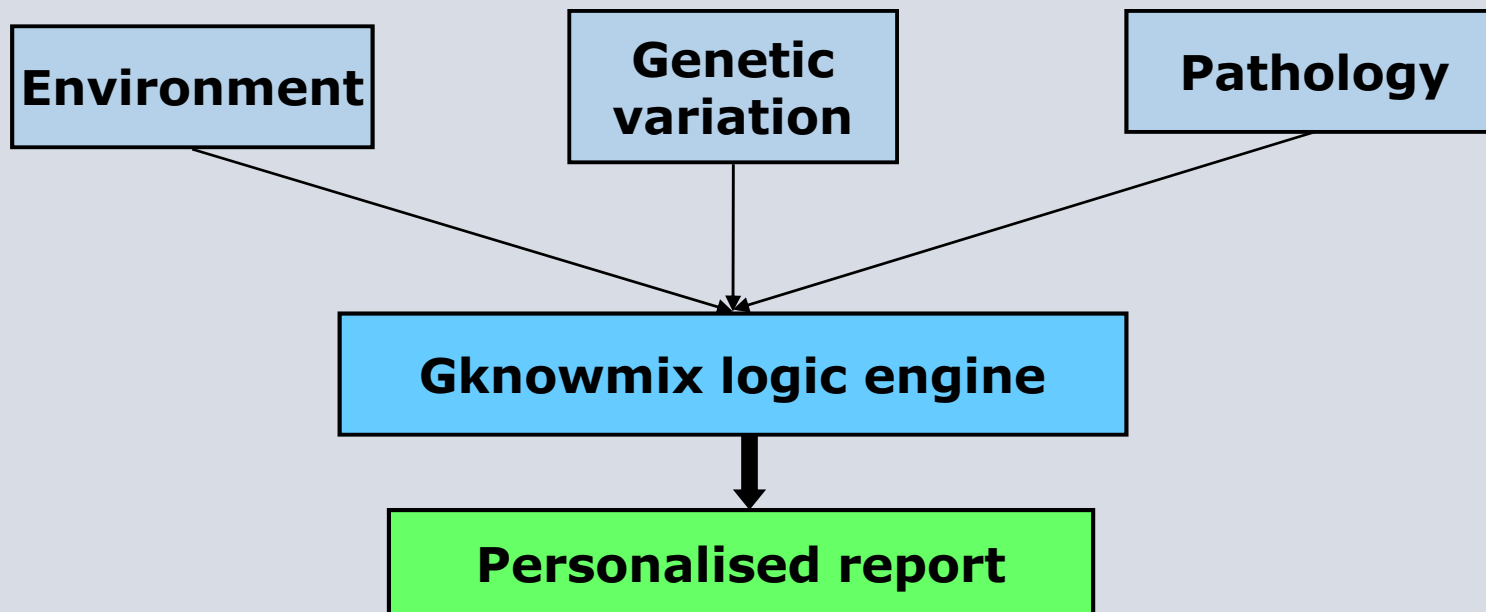 Environment
Genetic
variation
Pathology
Gknowmix logic engine
Personalised report